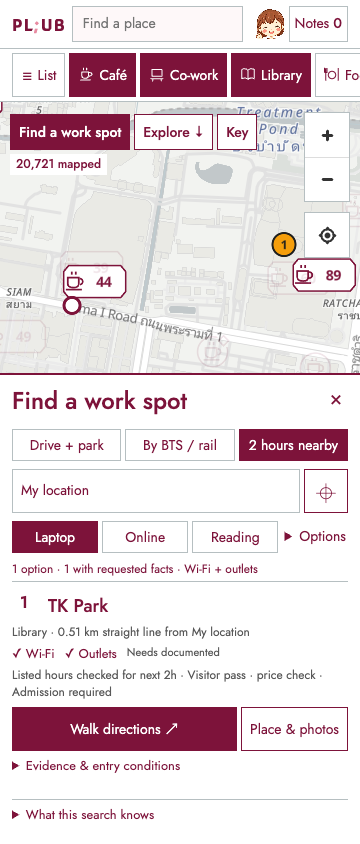 PL;UB
Find a place
Notes 0
≡ List
Café
Co-work
Library
Fo
5
Treatment
Pond
Find a work spot
Explore ↓
Key
20,721 mapped
+
−
1
44
89
SIAM
สยาม
ma I Road ถนนพระรามที่ 1
RATCHA
ราช
49
Find a work spot
×
Drive + park
By BTS / rail
2 hours nearby
My location
Laptop
Online
Reading
▶ Options
1 option · 1 with requested facts · Wi-Fi + outlets
1 TK Park
Library · 0.51 km straight line from My location
✓ Wi-Fi ✓ Outlets Needs documented
Listed hours checked for next 2h · Visitor pass · price check ·
Admission required
Walk directions ↗
Place & photos
▶ Evidence & entry conditions
▶ What this search knows